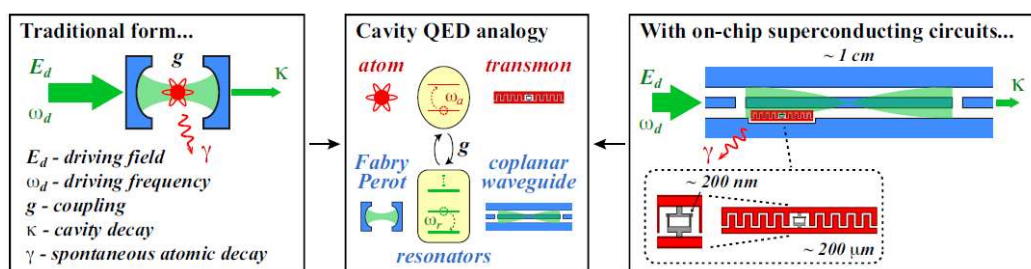 Traditional form...
E_d
ω_d
g
κ
γ
E_d - driving field
ω_d - driving frequency
g - coupling
κ - cavity decay
γ - spontaneous atomic decay
Cavity QED analogy
atom
transmon
ω_a
g
Fabry
Perot
coplanar
waveguide
ω_r
resonators
With on-chip superconducting circuits...
~ 1 cm
E_d
ω_d
κ
γ
~ 200 nm
~ 200 μm